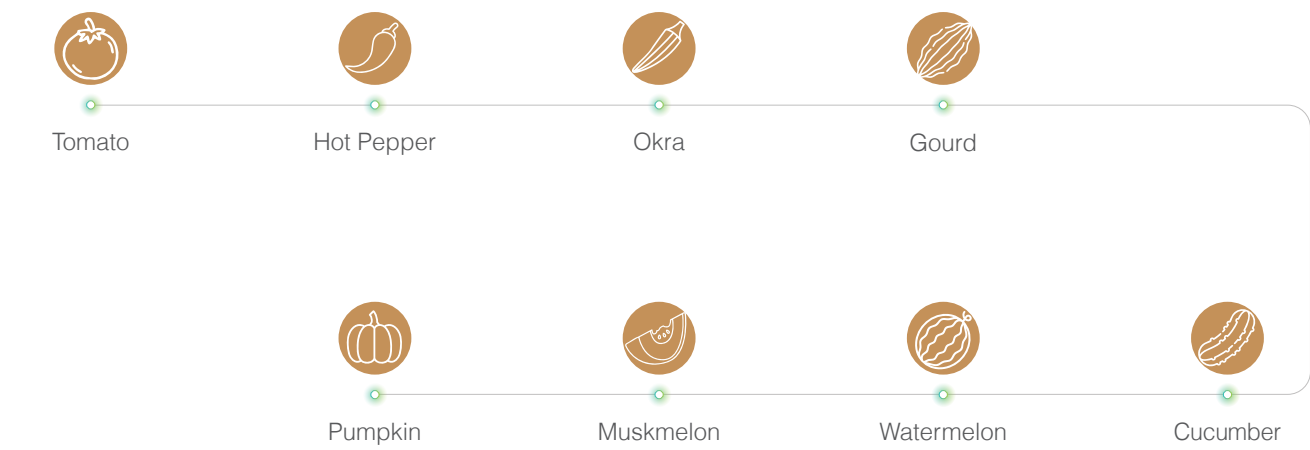 Tomato
Hot Pepper
Okra
Gourd
Pumpkin
Muskmelon
Watermelon
Cucumber